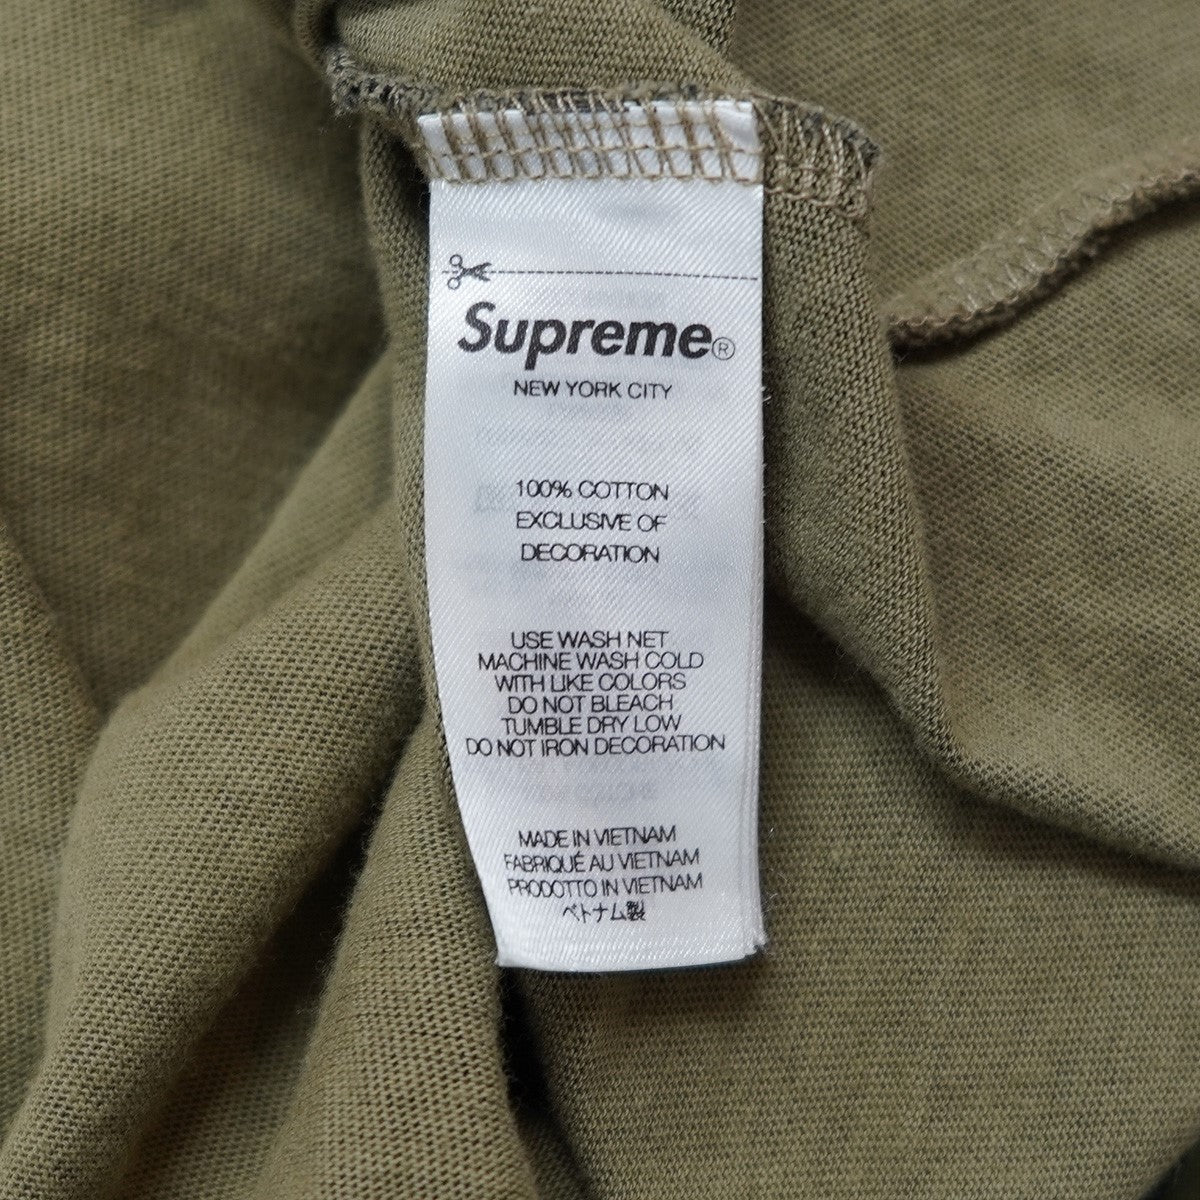 Supreme®
NEW YORK CITY
100% COTTON
EXCLUSIVE OF
DECORATION
USE WASH NET
MACHINE WASH COLD
WITH LIKE COLORS
DO NOT BLEACH
TUMBLE DRY LOW
DO NOT IRON DECORATION
MADE IN VIETNAM
FABRIQUÉ AU VIETNAM
PRODOTTO IN VIETNAM
ベトナム製